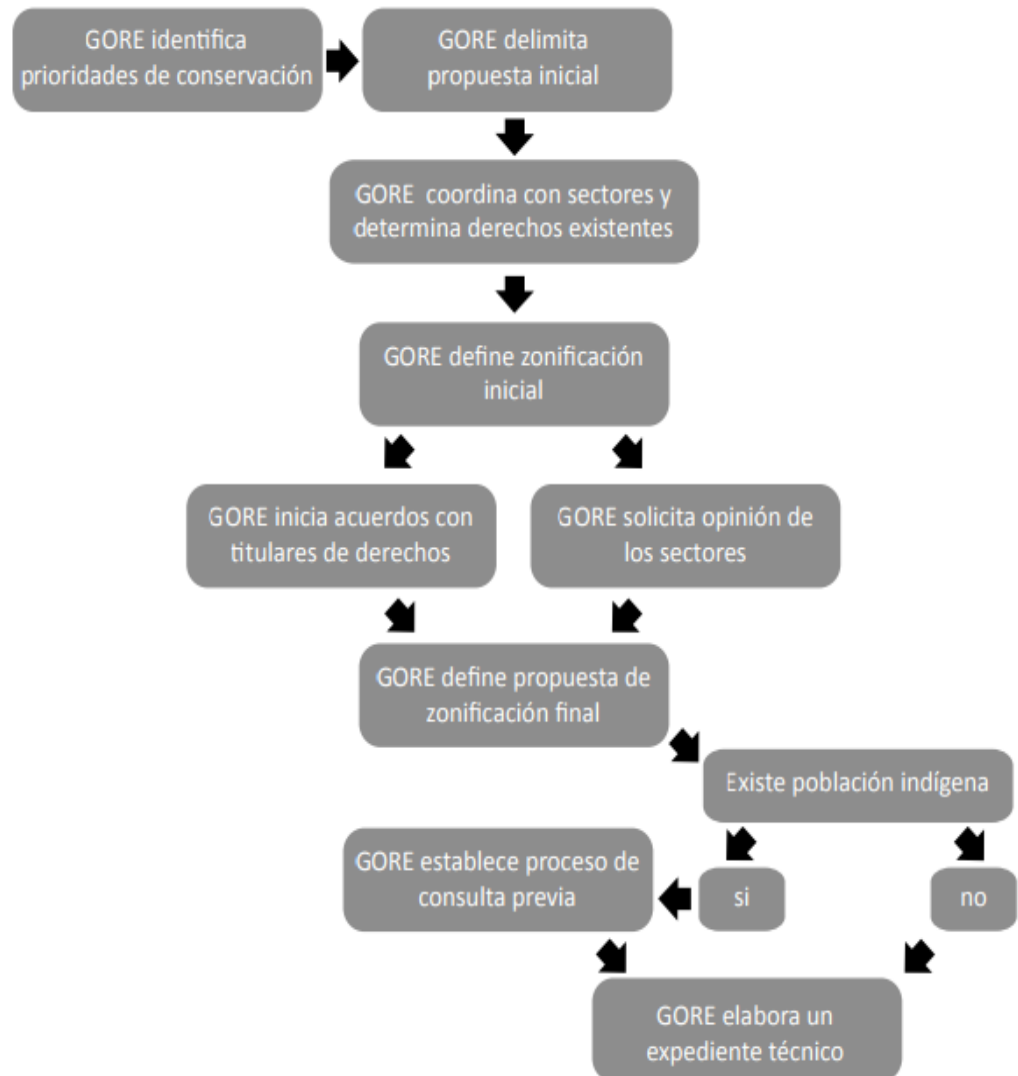 GORE identifica
prioridades de conservación
GORE delimita
propuesta inicial
GORE coordina con sectores y
determina derechos existentes
GORE define zonificación
inicial
GORE inicia acuerdos con
titulares de derechos
GORE solicita opinión de
los sectores
GORE define propuesta de
zonificación final
Existe población indígena
GORE establece proceso de
consulta previa
si
no
GORE elabora un
expediente técnico